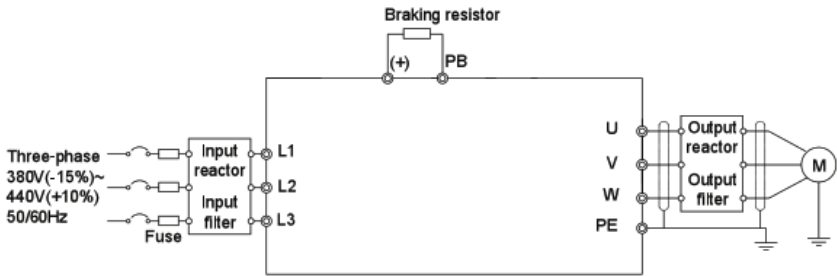 Braking resistor
(+)
PB
Three-phase
380V(-15%)~
440V(+10%)
50/60Hz
Fuse
Input
reactor
Input
filter
L1
L2
L3
U
V
W
PE
Output
reactor
Output
filter
M